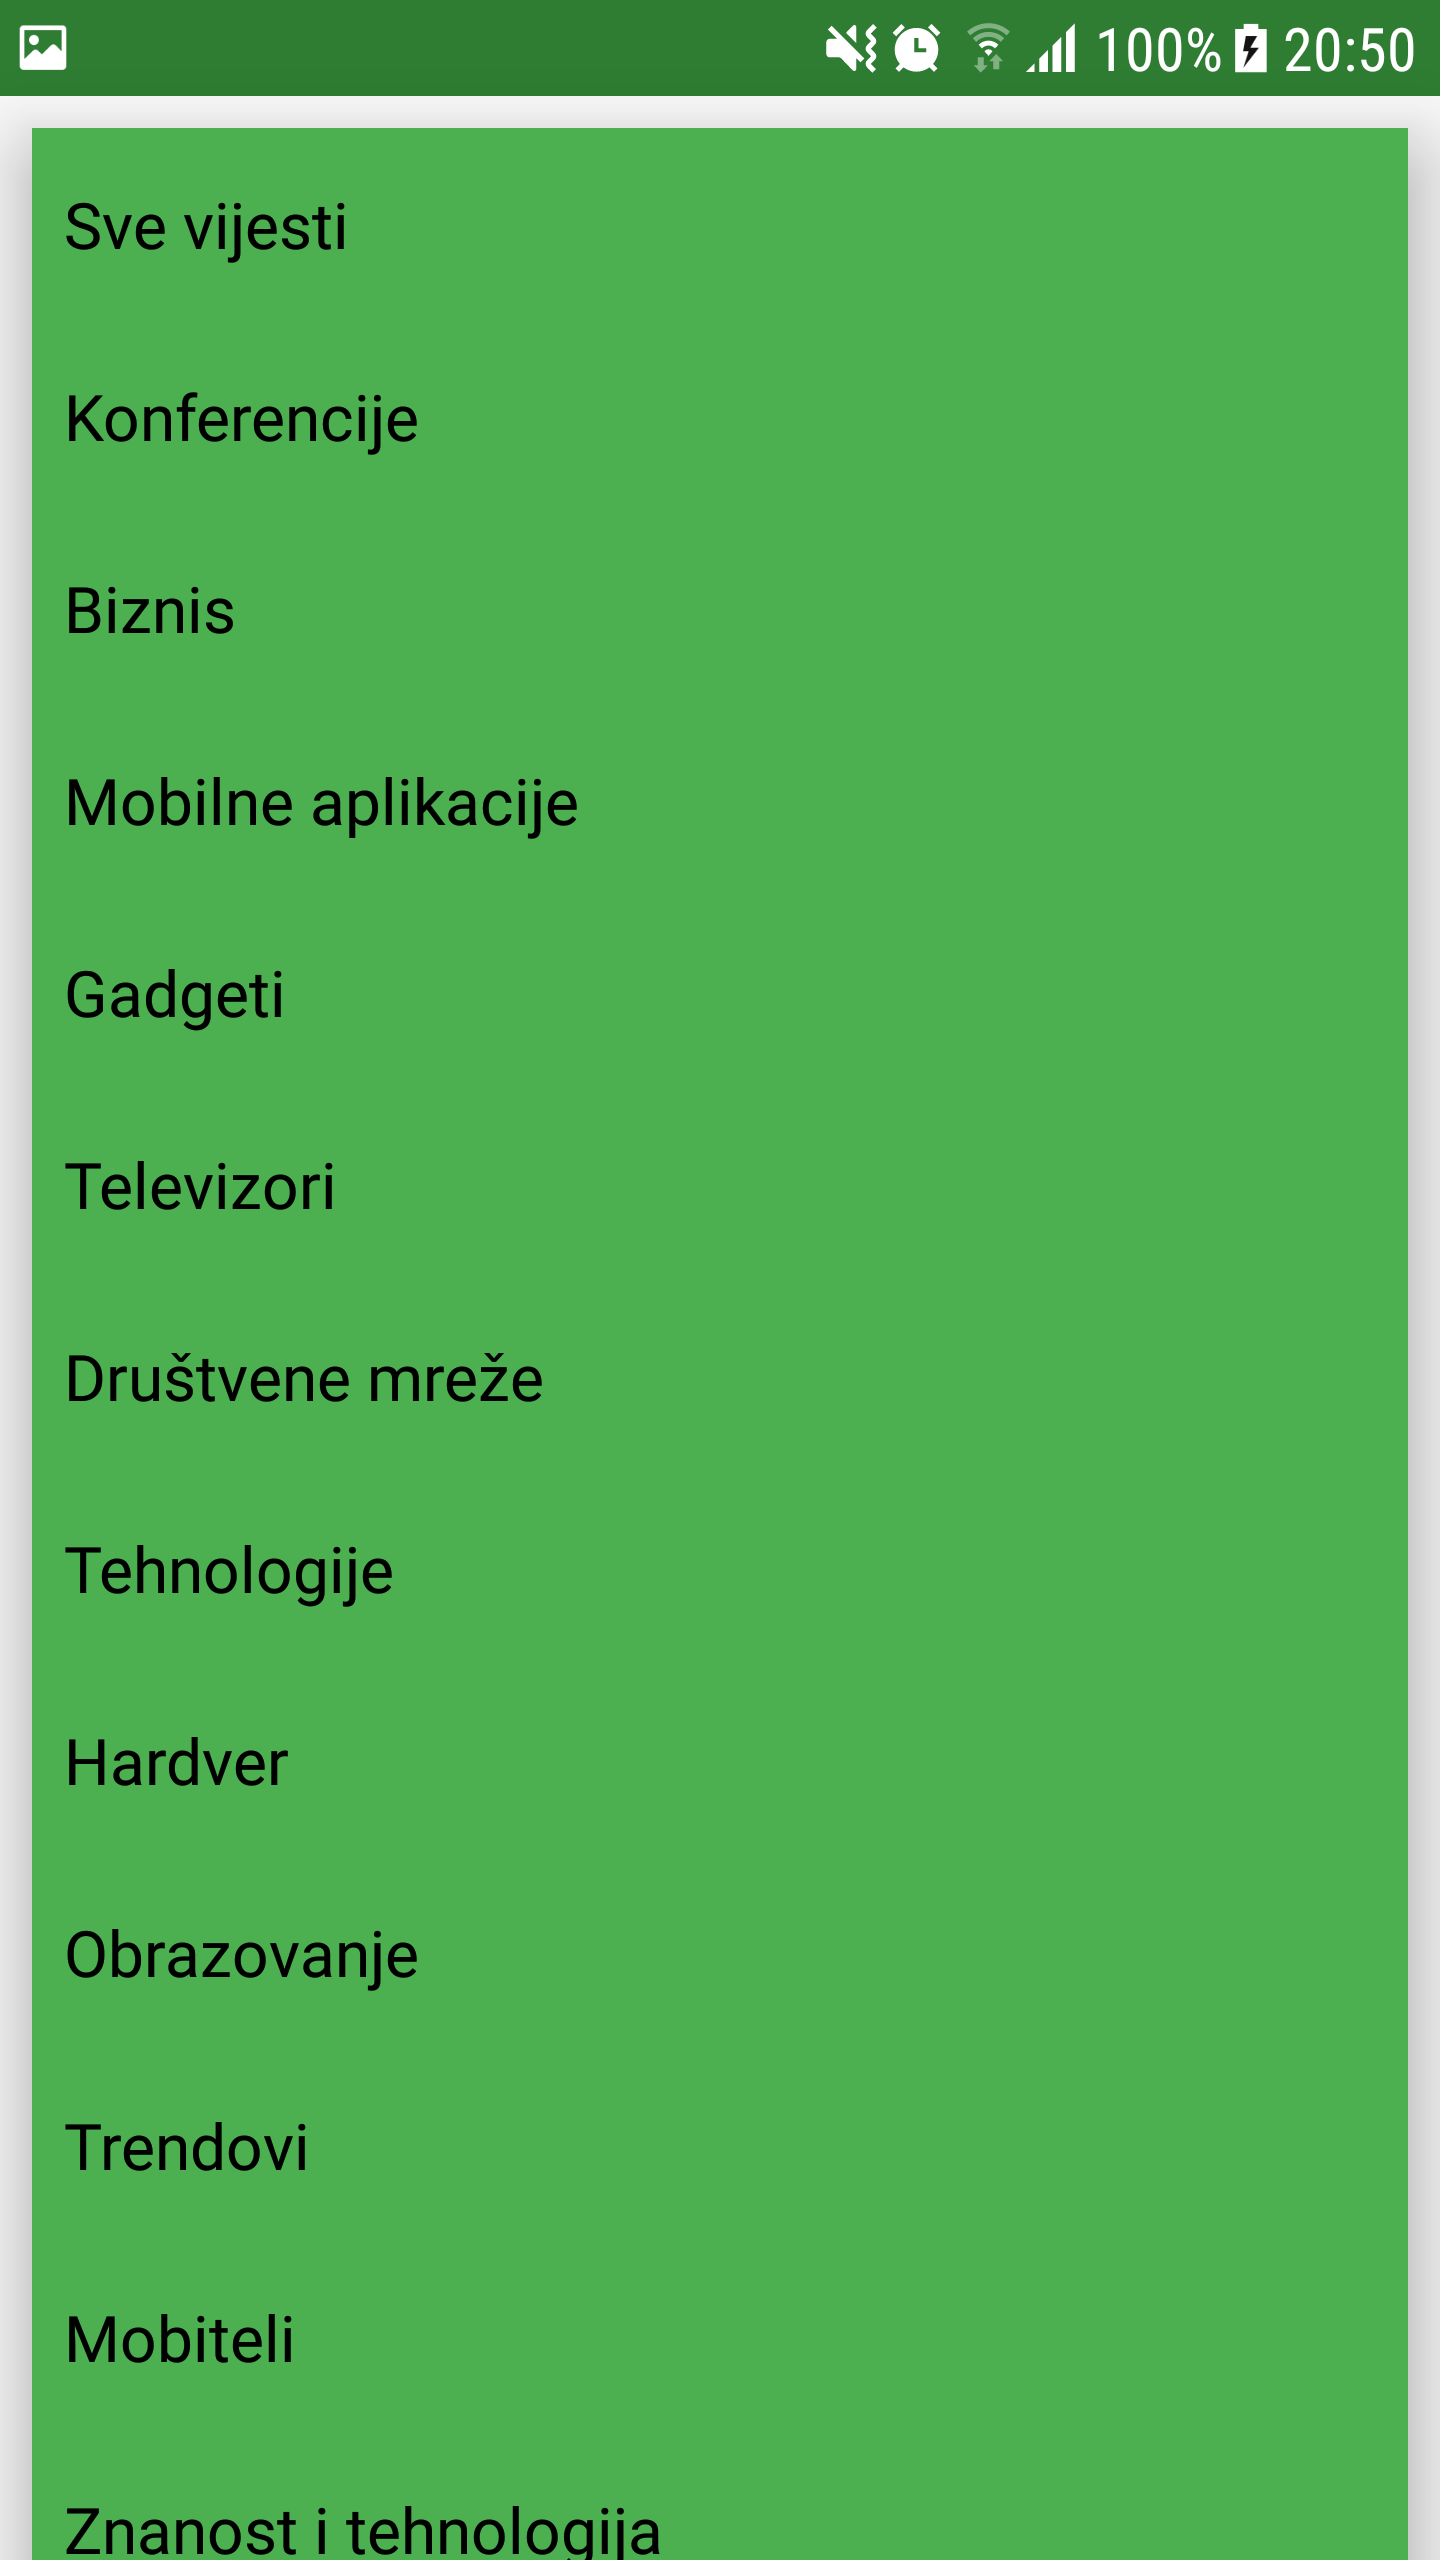 100% 20:50
Sve vijesti
Konferencije
Biznis
Mobilne aplikacije
Gadgeti
Televizori
Društvene mreže
Tehnologije
Hardver
Obrazovanje
Trendovi
Mobiteli
Znanost i tehnologija